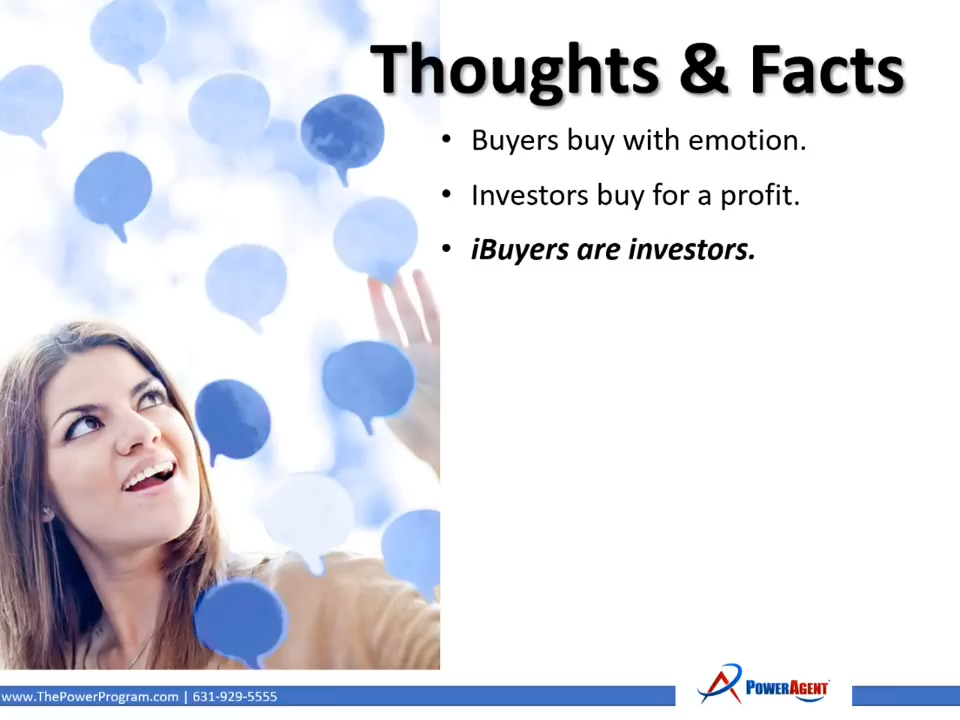 Thoughts & Facts
• Buyers buy with emotion.
• Investors buy for a profit.
• iBuyers are investors.
www.ThePowerProgram.com | 631-929-5555
POWERAGENT